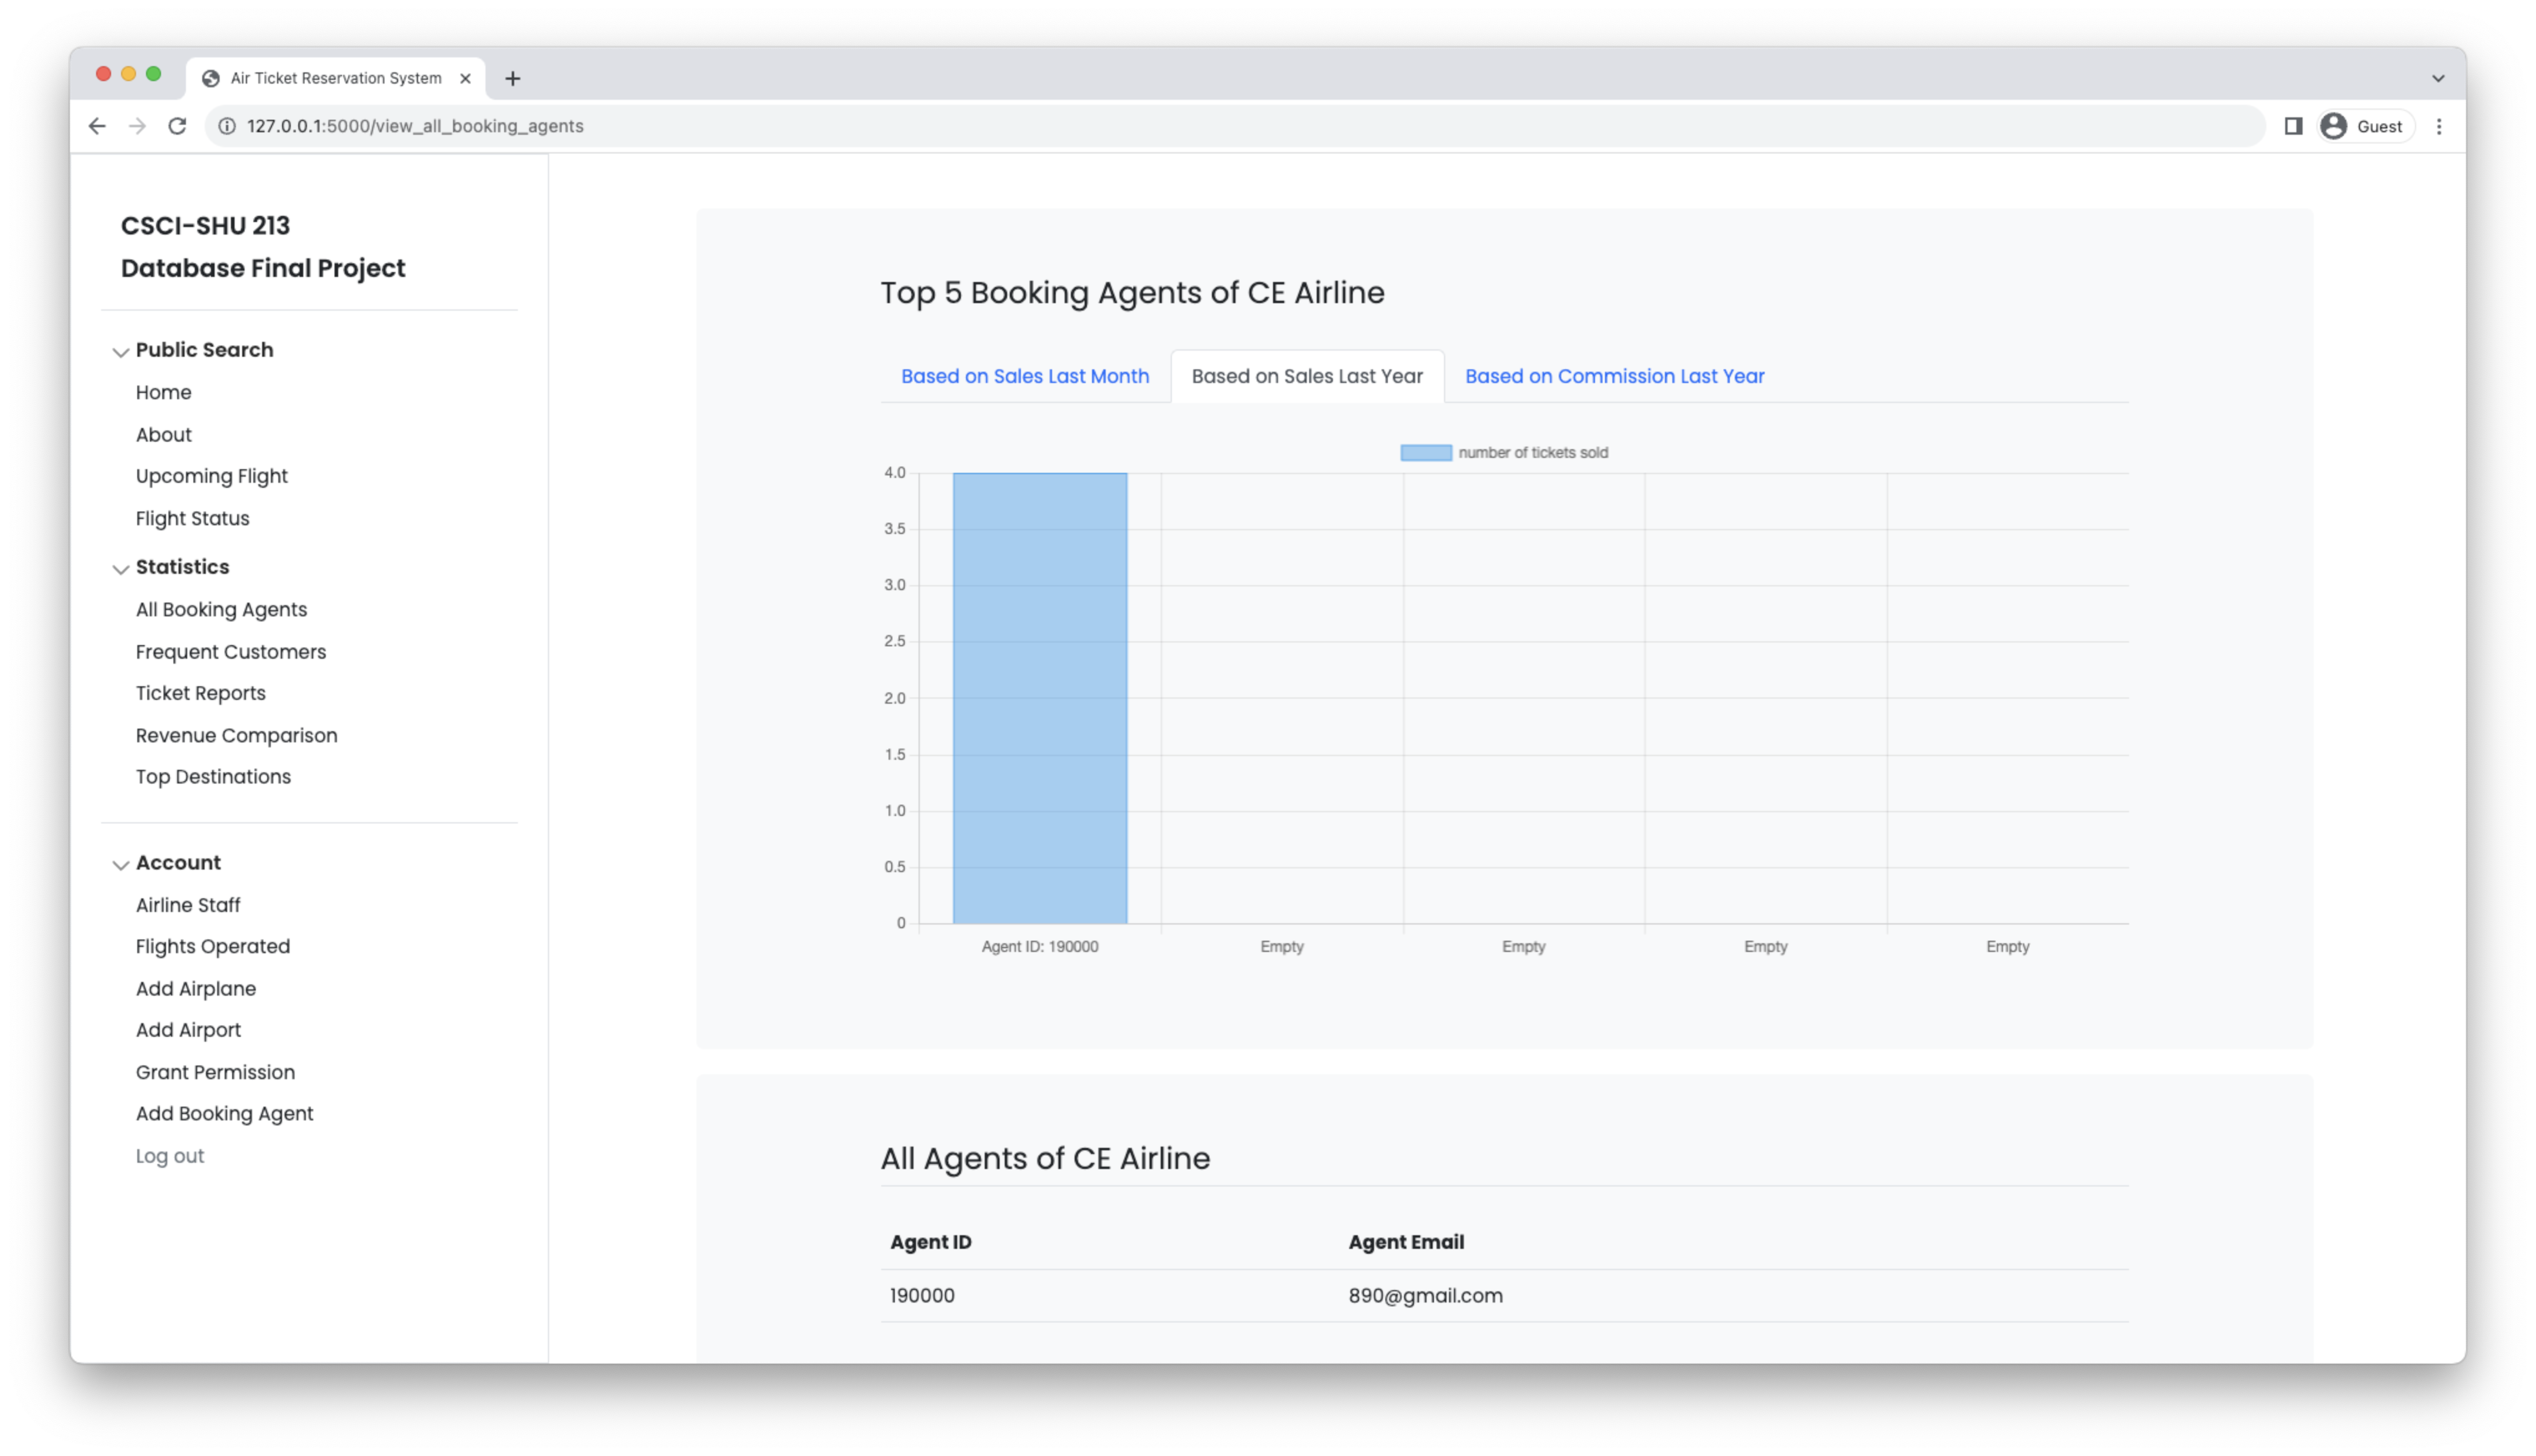 Air Ticket Reservation System
127.0.0.1:5000/view_all_booking_agents
Guest
CSCI-SHU 213
Database Final Project
Public Search
Home
About
Upcoming Flight
Flight Status
Statistics
All Booking Agents
Frequent Customers
Ticket Reports
Revenue Comparison
Top Destinations
Account
Airline Staff
Flights Operated
Add Airplane
Add Airport
Grant Permission
Add Booking Agent
Log out
Top 5 Booking Agents of CE Airline
Based on Sales Last Month Based on Sales Last Year Based on Commission Last Year
number of tickets sold
4.0
3.5
3.0
2.5
2.0
1.5
1.0
0.5
0
Agent ID: 190000 Empty Empty Empty Empty
All Agents of CE Airline
Agent ID Agent Email
190000 890@gmail.com